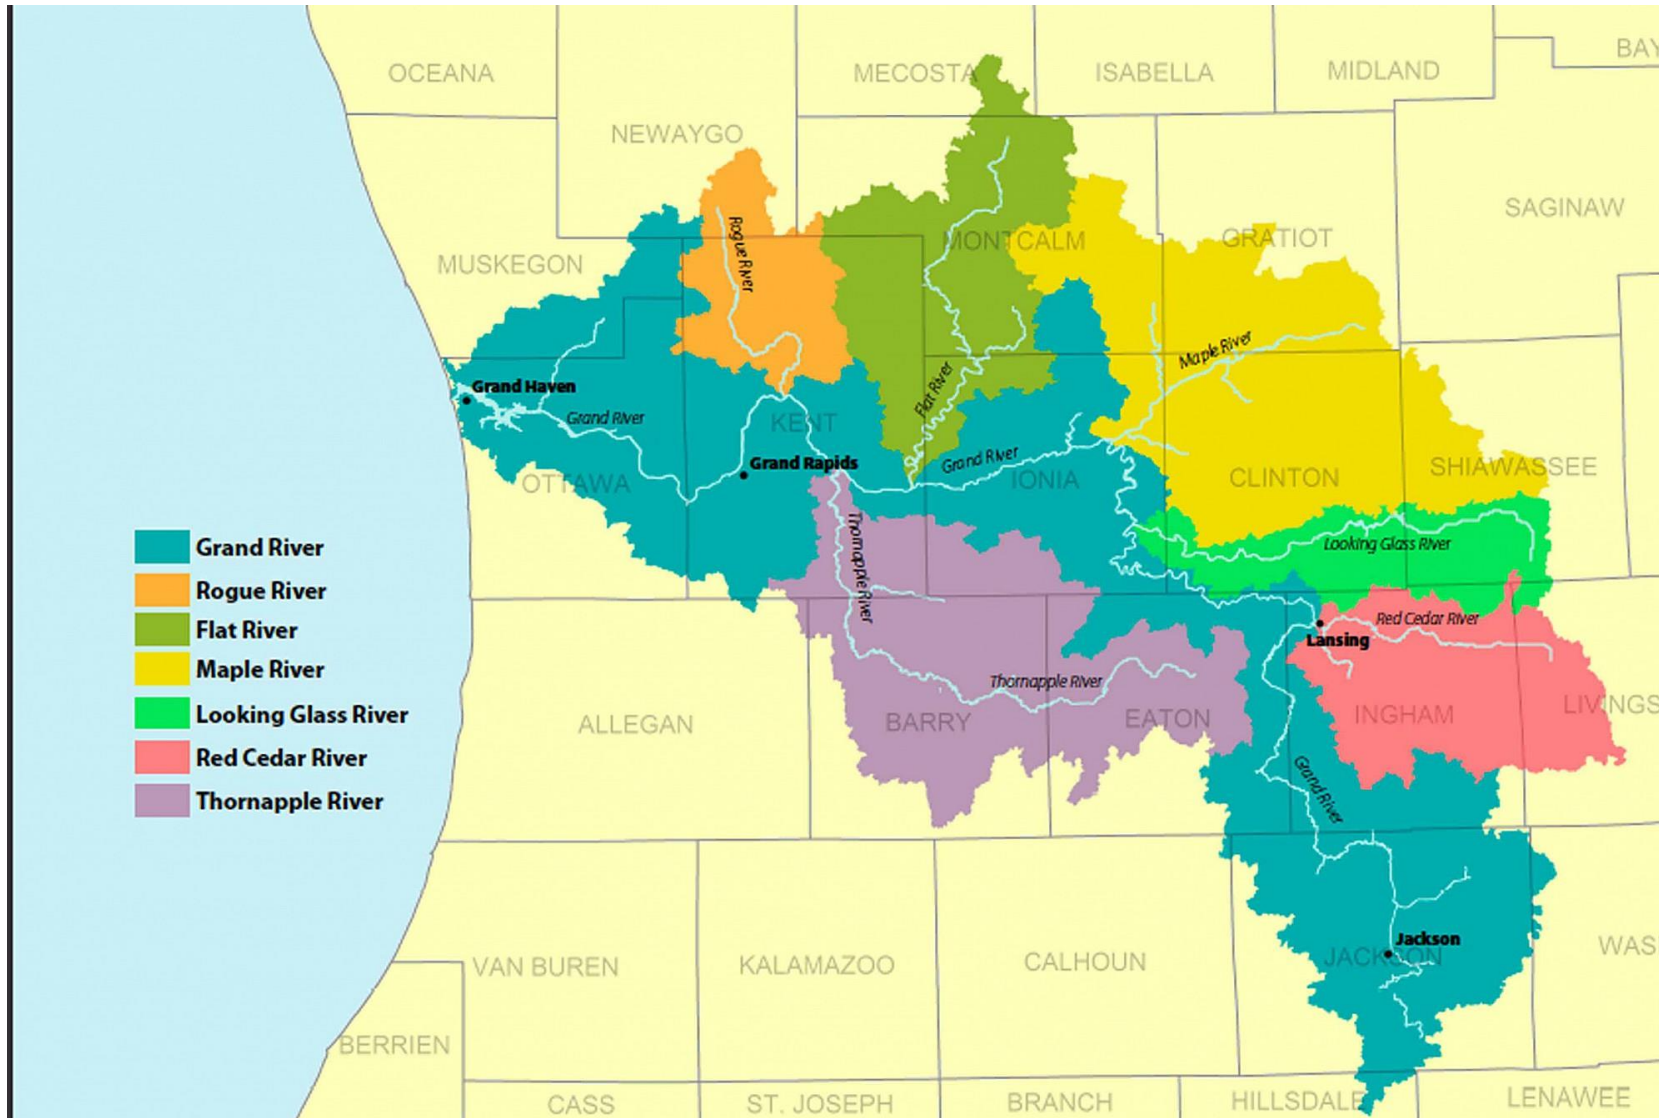 OCEANA
MECOSTA
ISABELLA
MIDLAND
BAY
NEWAYGO
SAGINAW
MUSKEGON
Rogue River
MONTCALM
GRATIOT
Maple River
Grand Haven
Grand River
KENT
Flat River
Grand Rapids
Grand River
OTTAWA
IONIA
CLINTON
SHIAWASSEE
Thornapple River
Looking Glass River
Red Cedar River
Lansing
Thornapple River
ALLEGAN
BARRY
EATON
INGHAM
LIVINGS
Grand River
Grand River
Rogue River
Flat River
Maple River
Looking Glass River
Red Cedar River
Thornapple River
Jackson
JACKSON
VAN BUREN
KALAMAZOO
CALHOUN
WAS
BERRIEN
CASS
ST. JOSEPH
BRANCH
HILLSDALE
LENAWEE